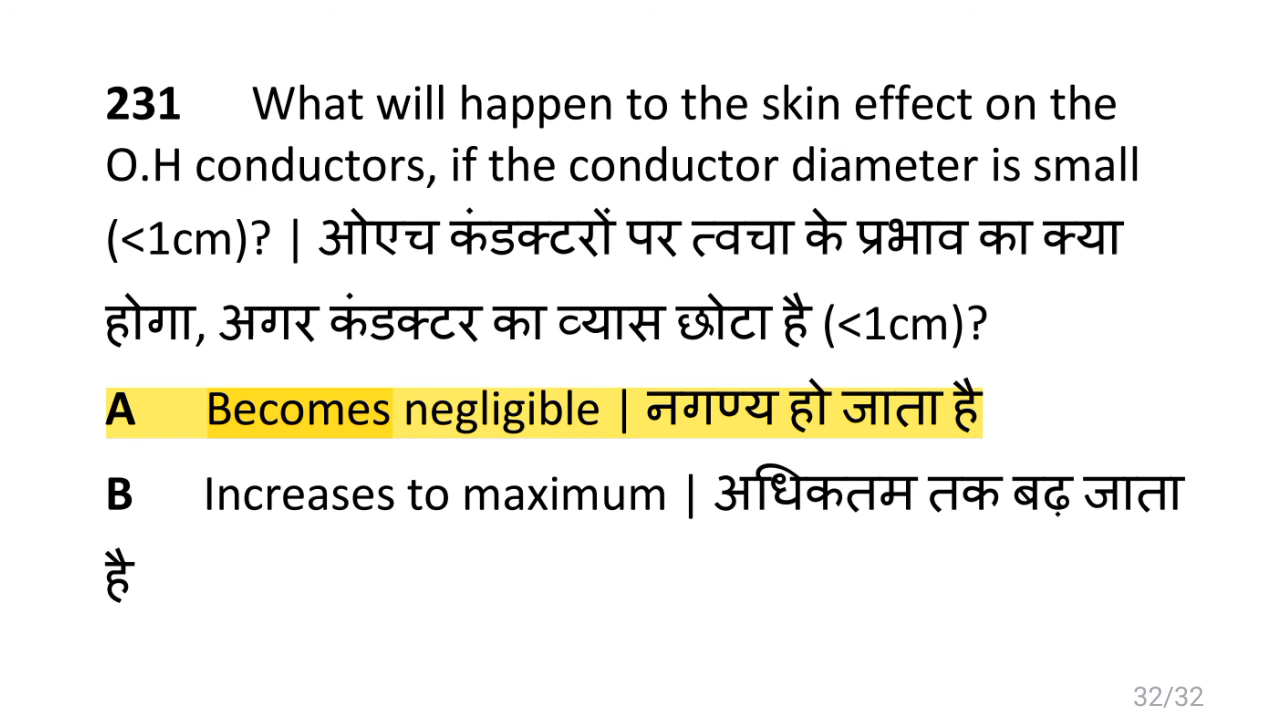 231 What will happen to the skin effect on the
O.H conductors, if the conductor diameter is small
(<1cm)? | ओएच कंडक्टरों पर त्वचा के प्रभाव का क्या
होगा, अगर कंडक्टर का व्यास छोटा है (<1cm)?
A Becomes negligible | नगण्य हो जाता है
B Increases to maximum | अधिकतम तक बढ़ जाता
है
32/32